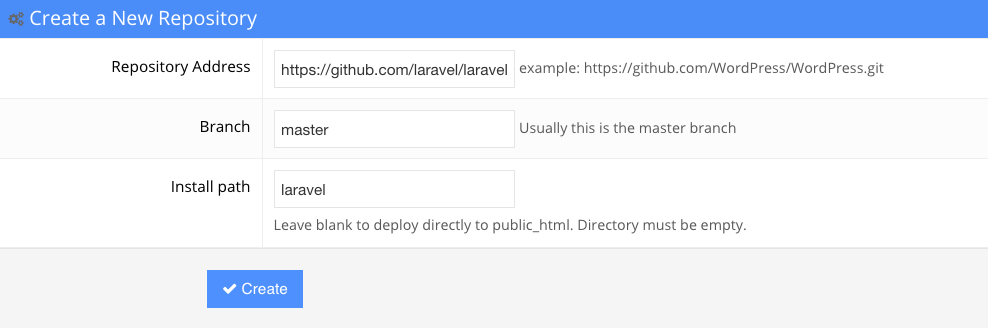 Create a New Repository
Repository Address https://github.com/laravel/laravel example: https://github.com/WordPress/WordPress.git
Branch master Usually this is the master branch
Install path laravel
Leave blank to deploy directly to public_html. Directory must be empty.
Create